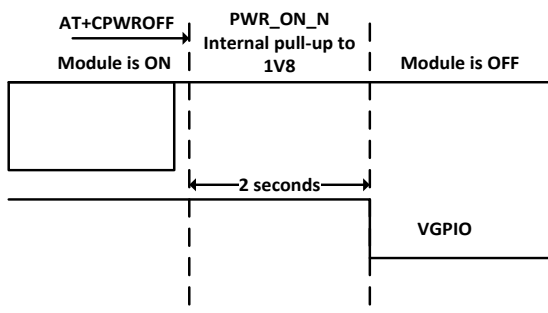 AT+CPWROFF
PWR_ON_N
Internal pull-up to
1V8
Module is ON
Module is OFF
2 seconds
VGPIO